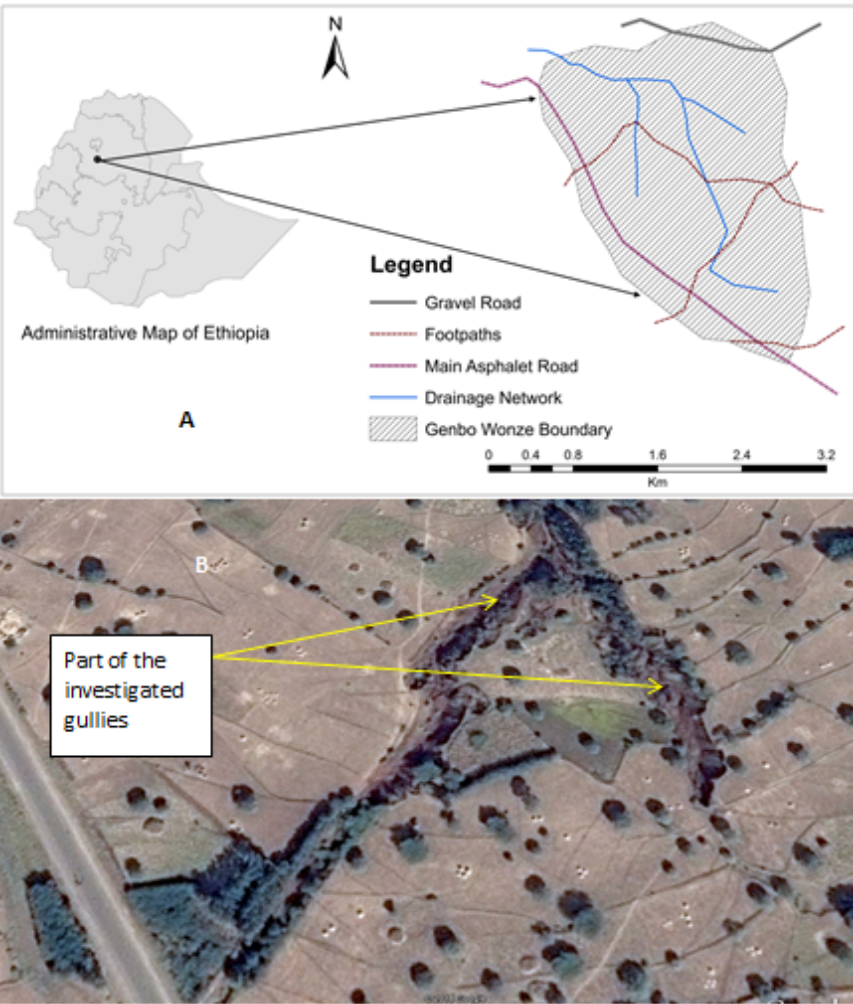 N
Administrative Map of Ethiopia
A
Legend
Gravel Road
Footpaths
Main Asphalet Road
Drainage Network
Genbo Wonze Boundary
0 0.4 0.8 1.6 2.4 3.2
Km
B
Part of the
investigated
gullies